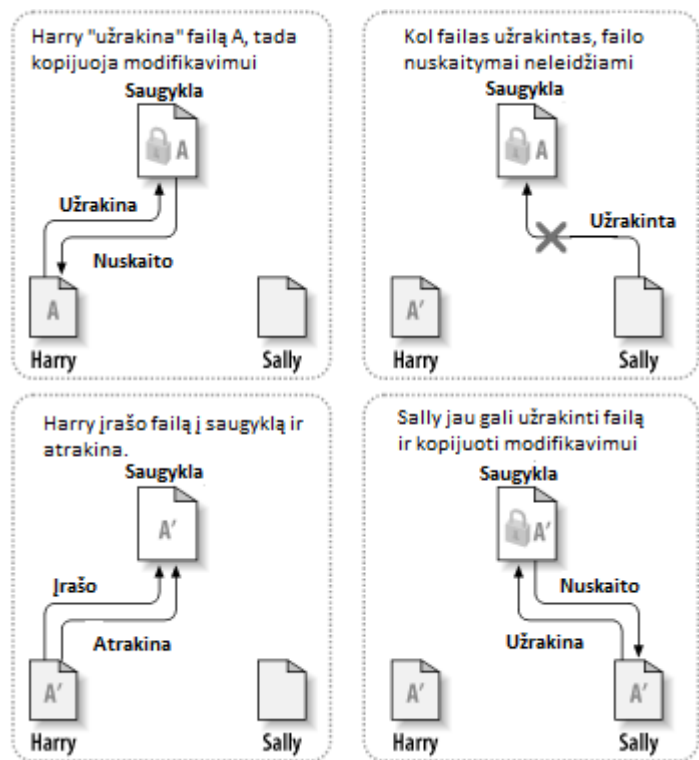 Harry "užrakina" failą A, tada
kopijuoja modifikavimui
Saugykla
A
Užrakina
Nuskaito
A
Harry
Sally
Kol failas užrakintas, failo
nuskaitymai neleidžiami
Saugykla
A
Užrakinta
A′
Harry
Sally
Harry įrašo failą į saugyklą ir
atrakina.
Saugykla
A′
Įrašo
Atrakina
A′
Harry
Sally
Sally jau gali užrakinti failą
ir kopijuoti modifikavimui
Saugykla
A′
Nuskaito
Užrakina
A′
A′
Harry
Sally